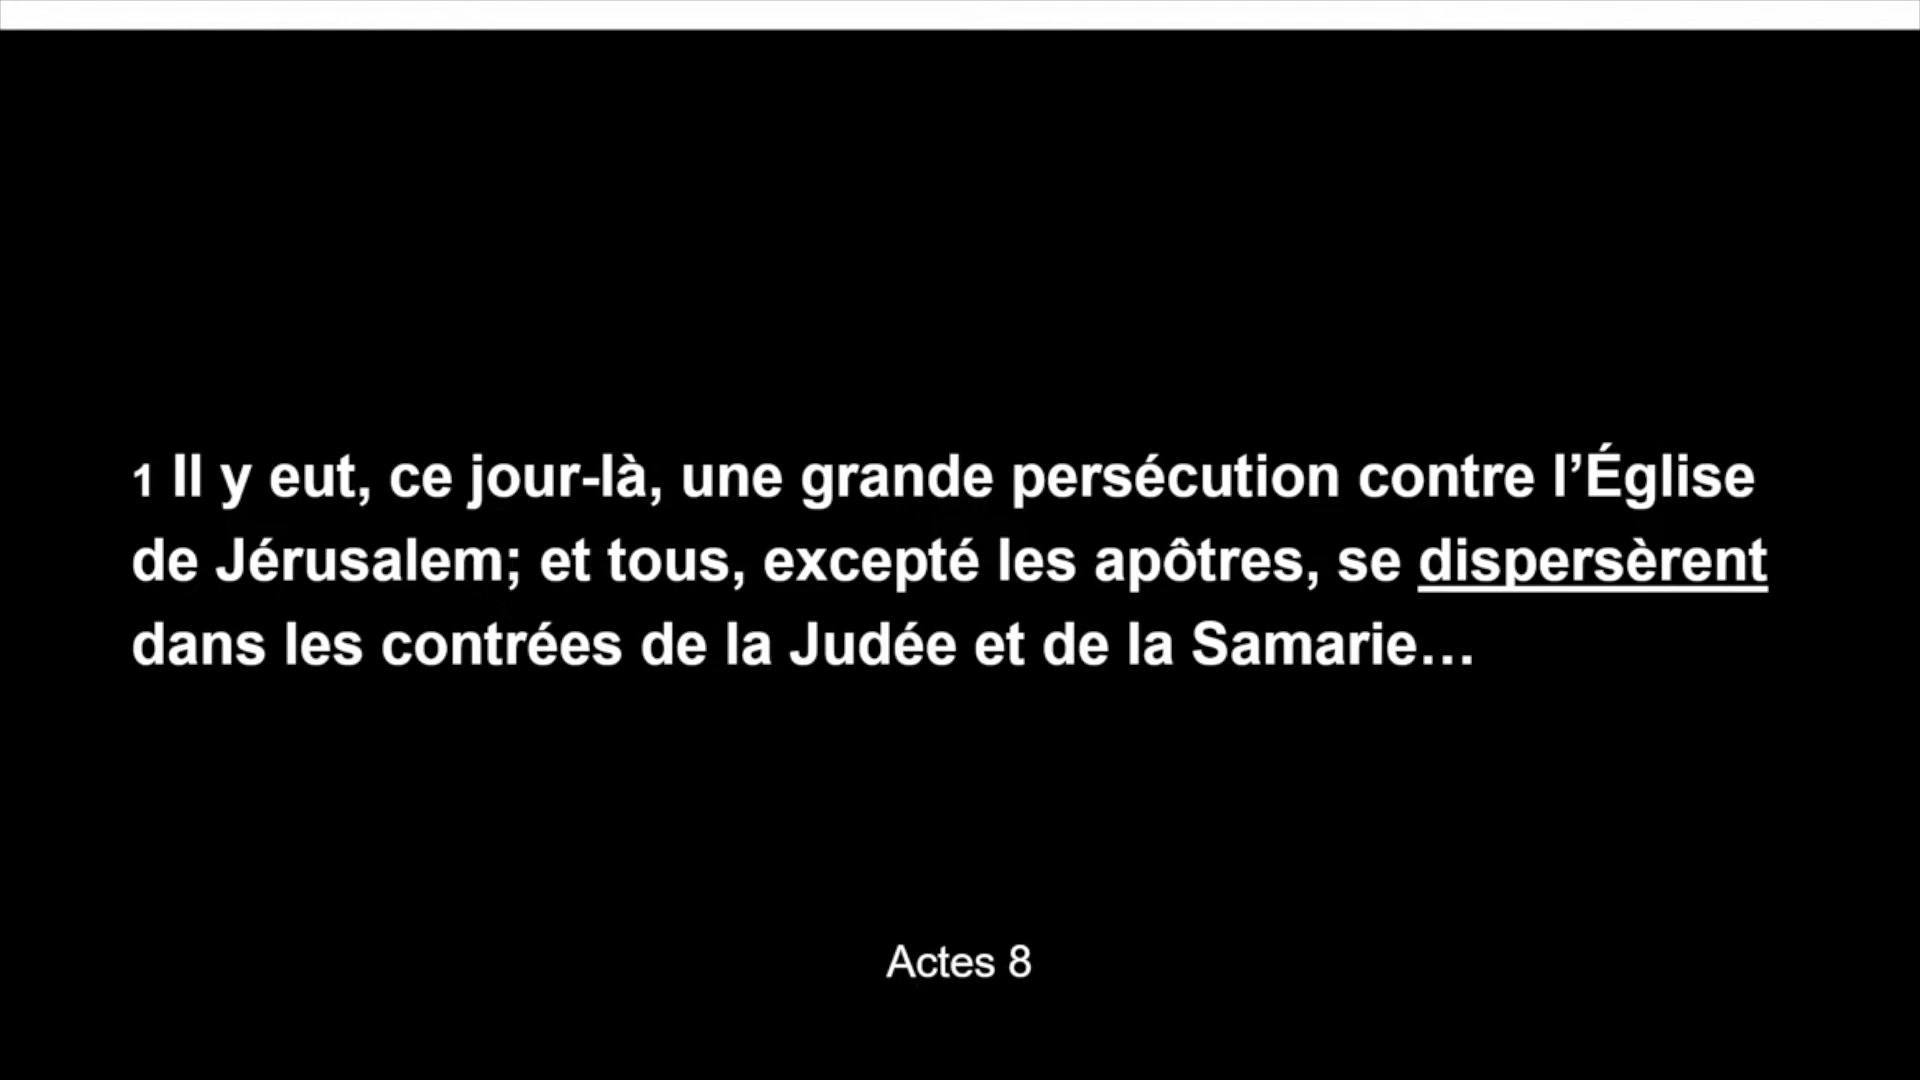 1 Il y eut, ce jour-là, une grande persécution contre l’Église
de Jérusalem; et tous, excepté les apôtres, se dispersèrent
dans les contrées de la Judée et de la Samarie…
Actes 8